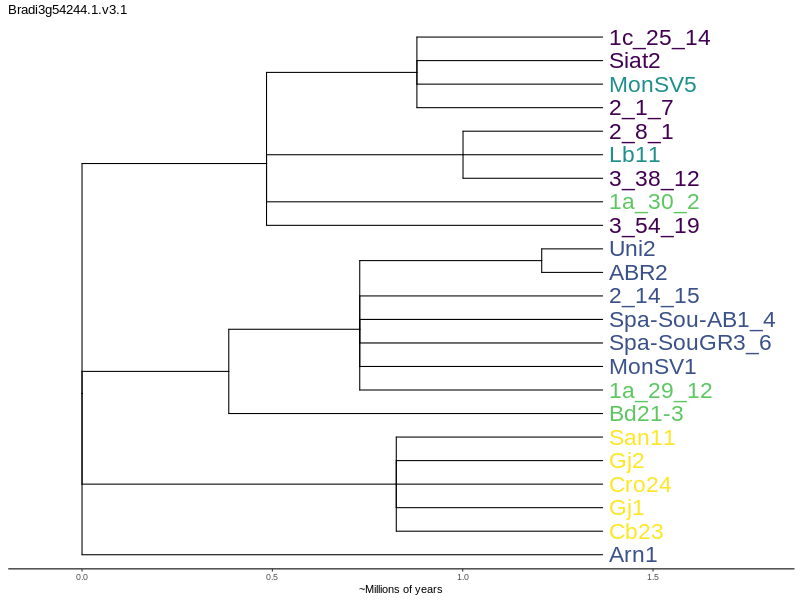 Bradi3g54244.1.v3.1
1c_25_14
Siat2
MonSV5
2_1_7
2_8_1
Lb11
3_38_12
1a_30_2
3_54_19
Uni2
ABR2
2_14_15
Spa-Sou-AB1_4
Spa-SouGR3_6
MonSV1
1a_29_12
Bd21-3
San11
Gj2
Cro24
Gj1
Cb23
Arn1
0.0 0.5 1.0 1.5
~Millions of years